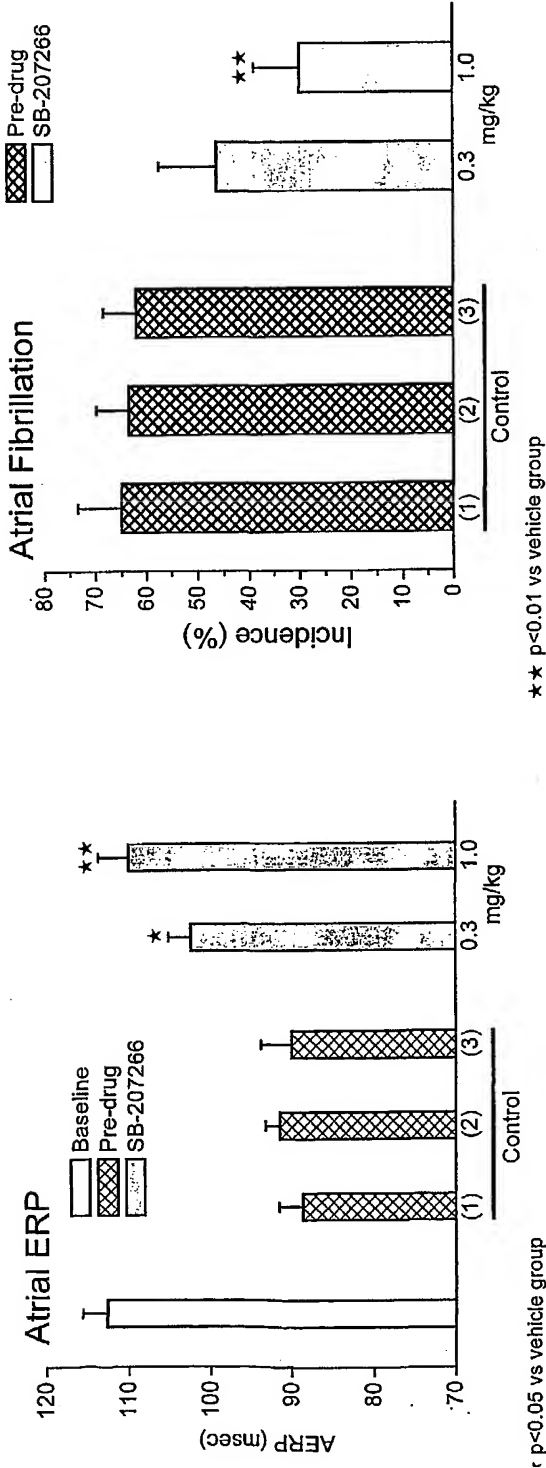 Atrial ERP
Baseline
Pre-drug
SB-207266
120
110
100
90
80
70
AERP (msec)
★
★★
(1)
(2)
(3)
0.3
1.0
Control
mg/kg
p<0.05 vs vehicle group
Atrial Fibrillation
Pre-drug
SB-207266
80
70
60
50
40
30
20
10
0
Incidence (%)
★★
(1)
(2)
(3)
0.3
1.0
Control
mg/kg
★★ p<0.01 vs vehicle group